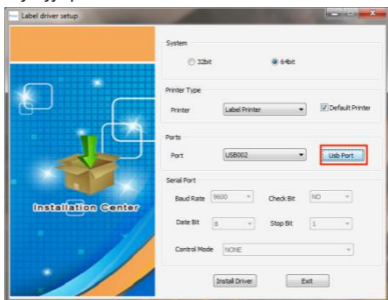 Label driver setup
System
32bit
64bit
Printer Type
Printer
Label Printer
Default Printer
Ports
Port
USB002
Usb Port
Serial Port
Baud Rate
9600
Check Bit
NO
Date Bit
8
Stop Bit
1
Control Mode
NONE
Installation Center
Install Driver
Exit